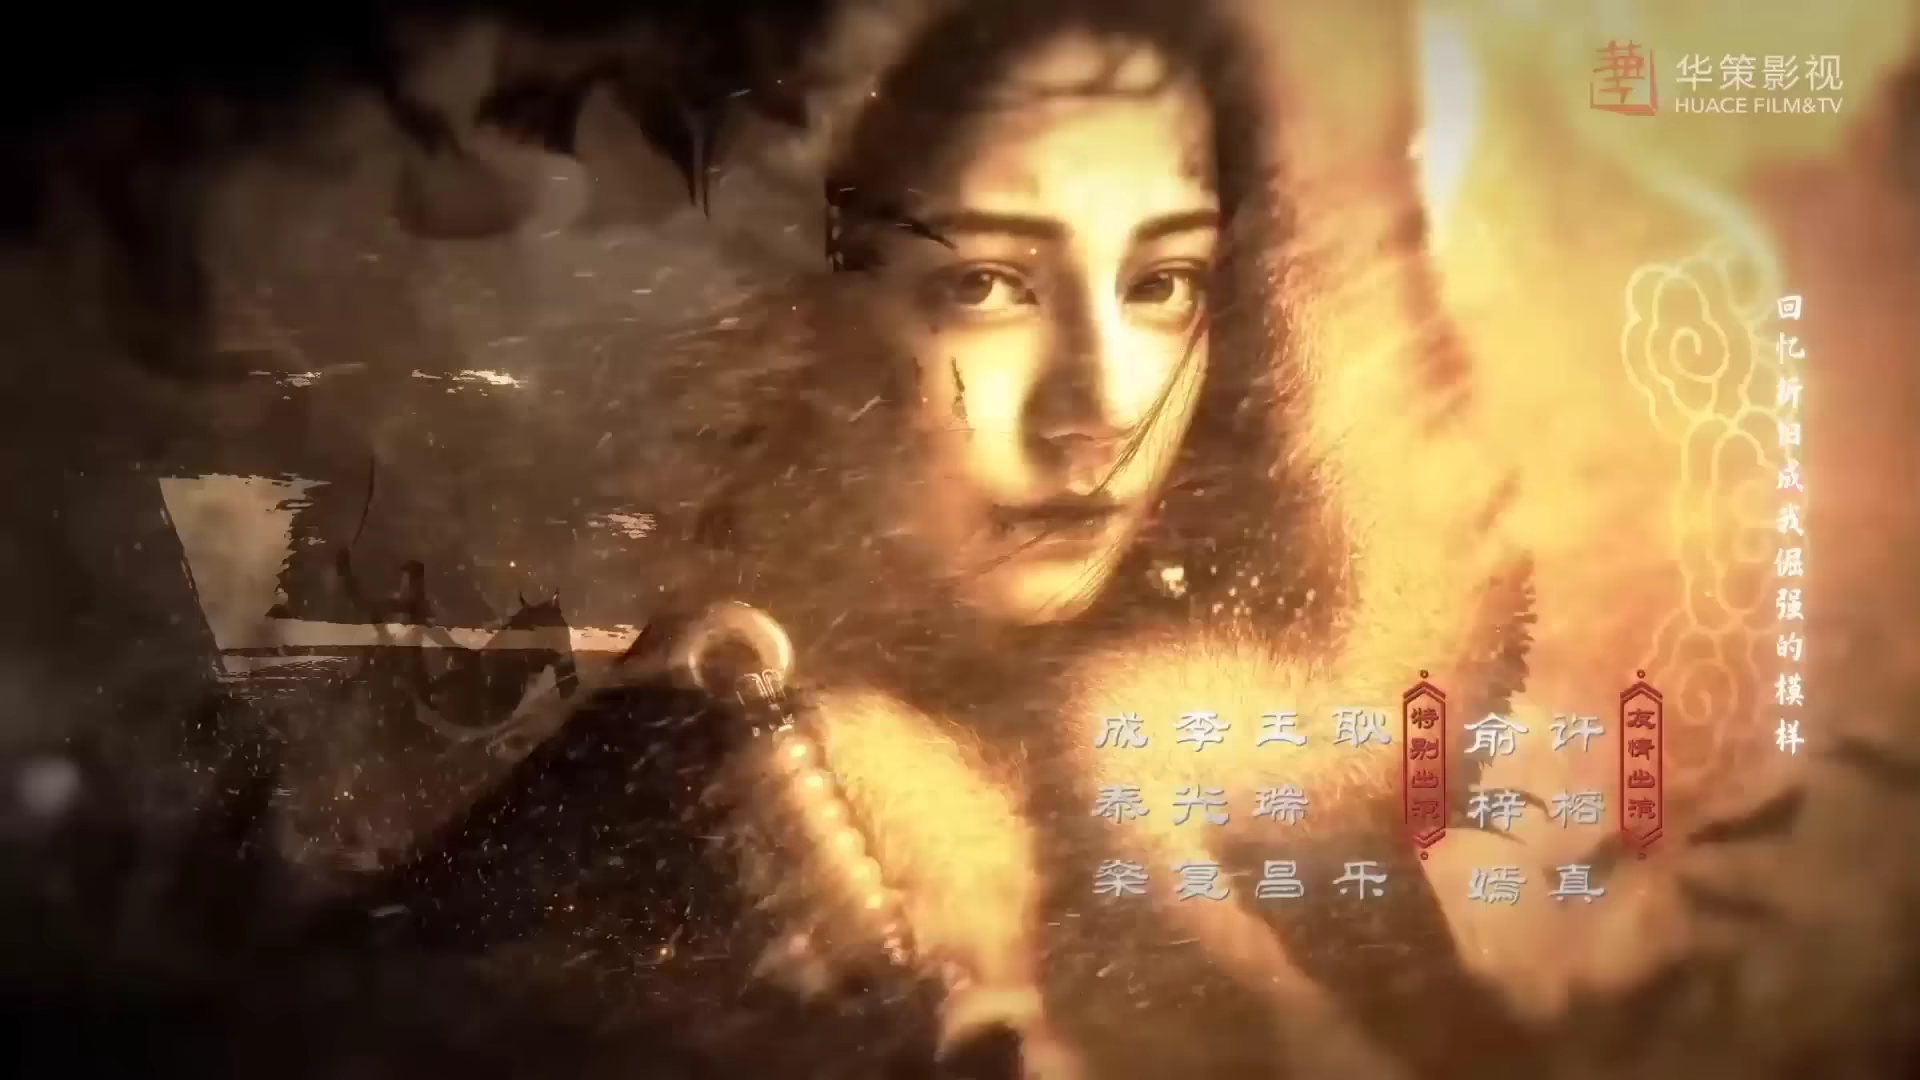 华策影视
HUACE FILM&TV
回忆折旧成我倔强的模样
友情出演
许榕真
俞梓嫣
特别出演
耿乐
王瑞昌
李光复
成泰燊